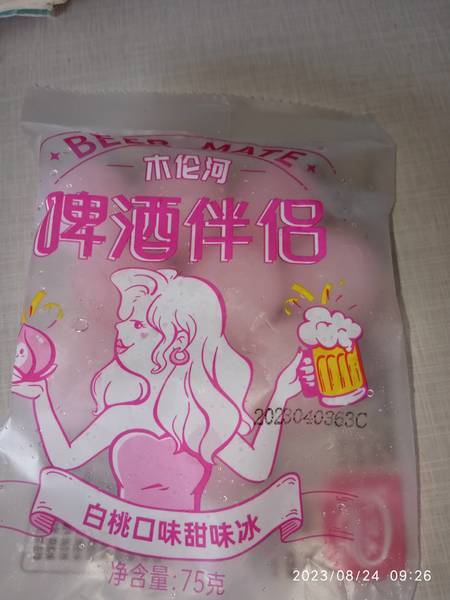 BEER MATE
木伦河
啤酒伴侣
2023040363C
白桃口味甜味冰
净含量:75克
2023/08/24 09:26